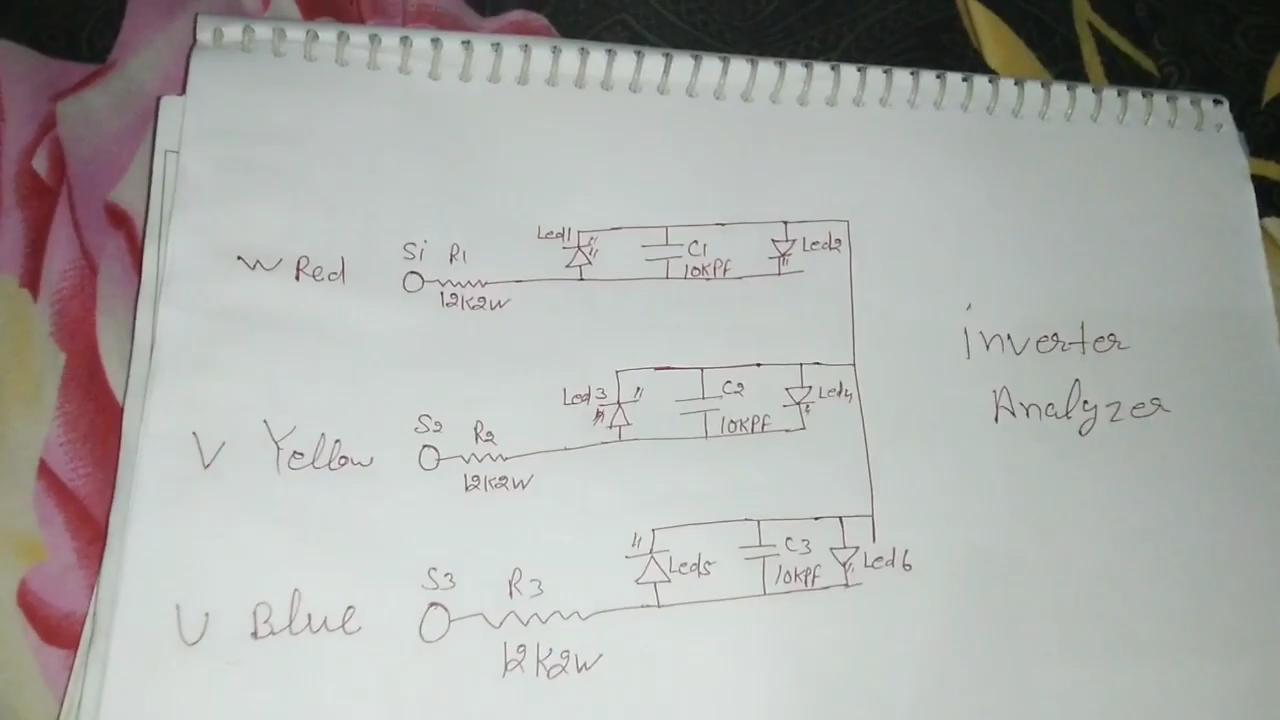 Led1
C1
Led2
W Red
Si R1
10KPF
12K2W
inverter
Analyzer
Led3
C2
Led4
V Yellow
S2 R2
10KPF
12K2W
C3
Led5
Led6
10KPF
U Blue
S3 R3
12K2W